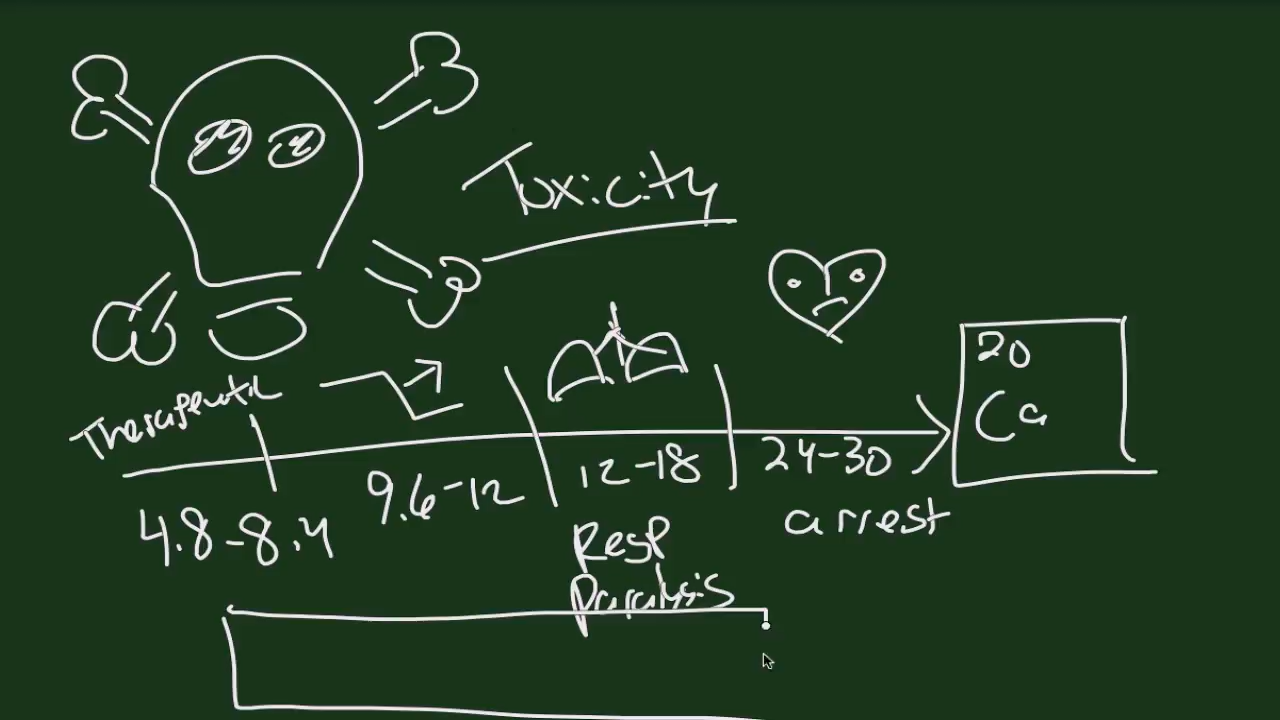 Toxicity
Therapeutic
4.8-8.4
9.6-12
12-18
Resp
Paralysis
24-30
arrest
20
Ca